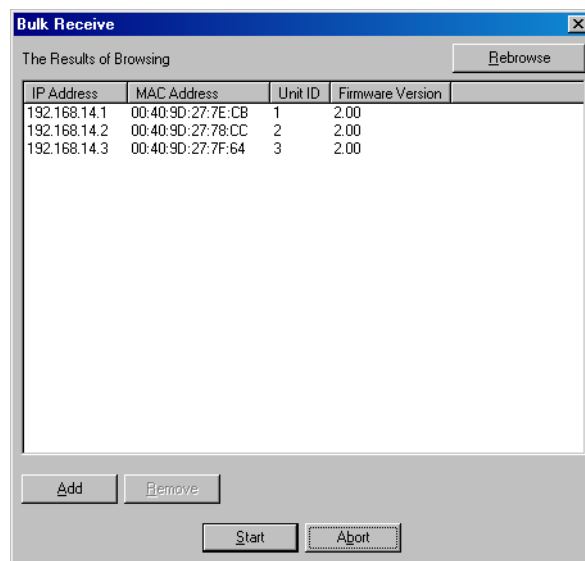 Bulk Receive
The Results of Browsing
Rebrowse
IP Address MAC Address Unit ID Firmware Version
192.168.14.1 00:40:9D:27:7E:CB 1 2.00
192.168.14.2 00:40:9D:27:78:CC 2 2.00
192.168.14.3 00:40:9D:27:7F:64 3 2.00
Add Remove
Start Abort